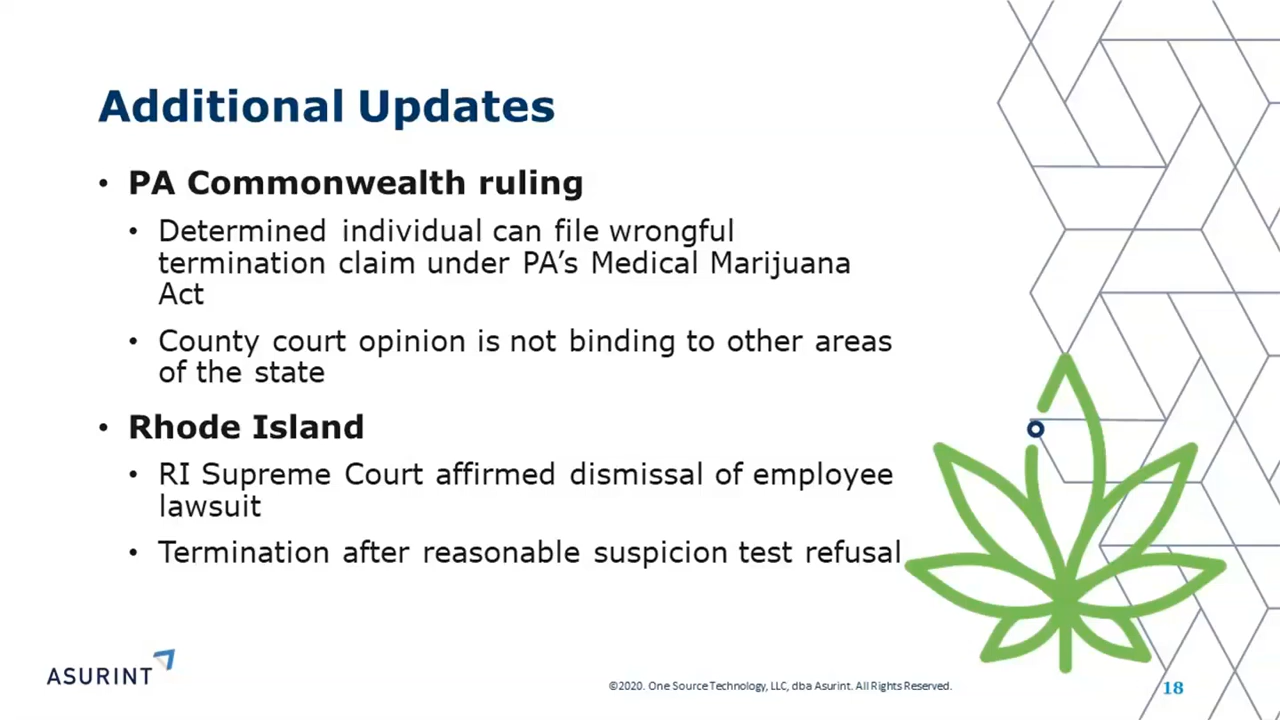 Additional Updates
• PA Commonwealth ruling
• Determined individual can file wrongful
termination claim under PA’s Medical Marijuana
Act
• County court opinion is not binding to other areas
of the state
• Rhode Island
• RI Supreme Court affirmed dismissal of employee
lawsuit
• Termination after reasonable suspicion test refusal
ASURINT
©2020. One Source Technology, LLC, dba Asurint. All Rights Reserved.
18